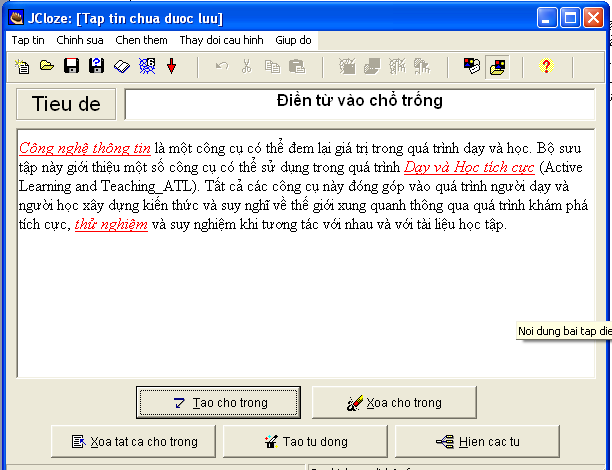 JCloze: [Tap tin chua duoc luu]
Tap tin Chinh sua Chen them Thay doi cau hinh Giup do
Tieu de
Điền từ vào chổ trống
Công nghệ thông tin là một công cụ có thể đem lại giá trị trong quá trình dạy và học. Bộ sưu
tập này giới thiệu một số công cụ có thể sử dụng trong quá trình Dạy và Học tích cực (Active
Learning and Teaching_ATL). Tất cả các công cụ này đóng góp vào quá trình người dạy và
người học xây dựng kiến thức và suy nghĩ về thế giới xung quanh thông qua quá trình khám phá
tích cực, thử nghiệm và suy nghiệm khi tương tác với nhau và với tài liệu học tập.
Noi dung bai tap die
Tao cho trong Xoa cho trong
Xoa tat ca cho trong Tao tu dong Hien cac tu